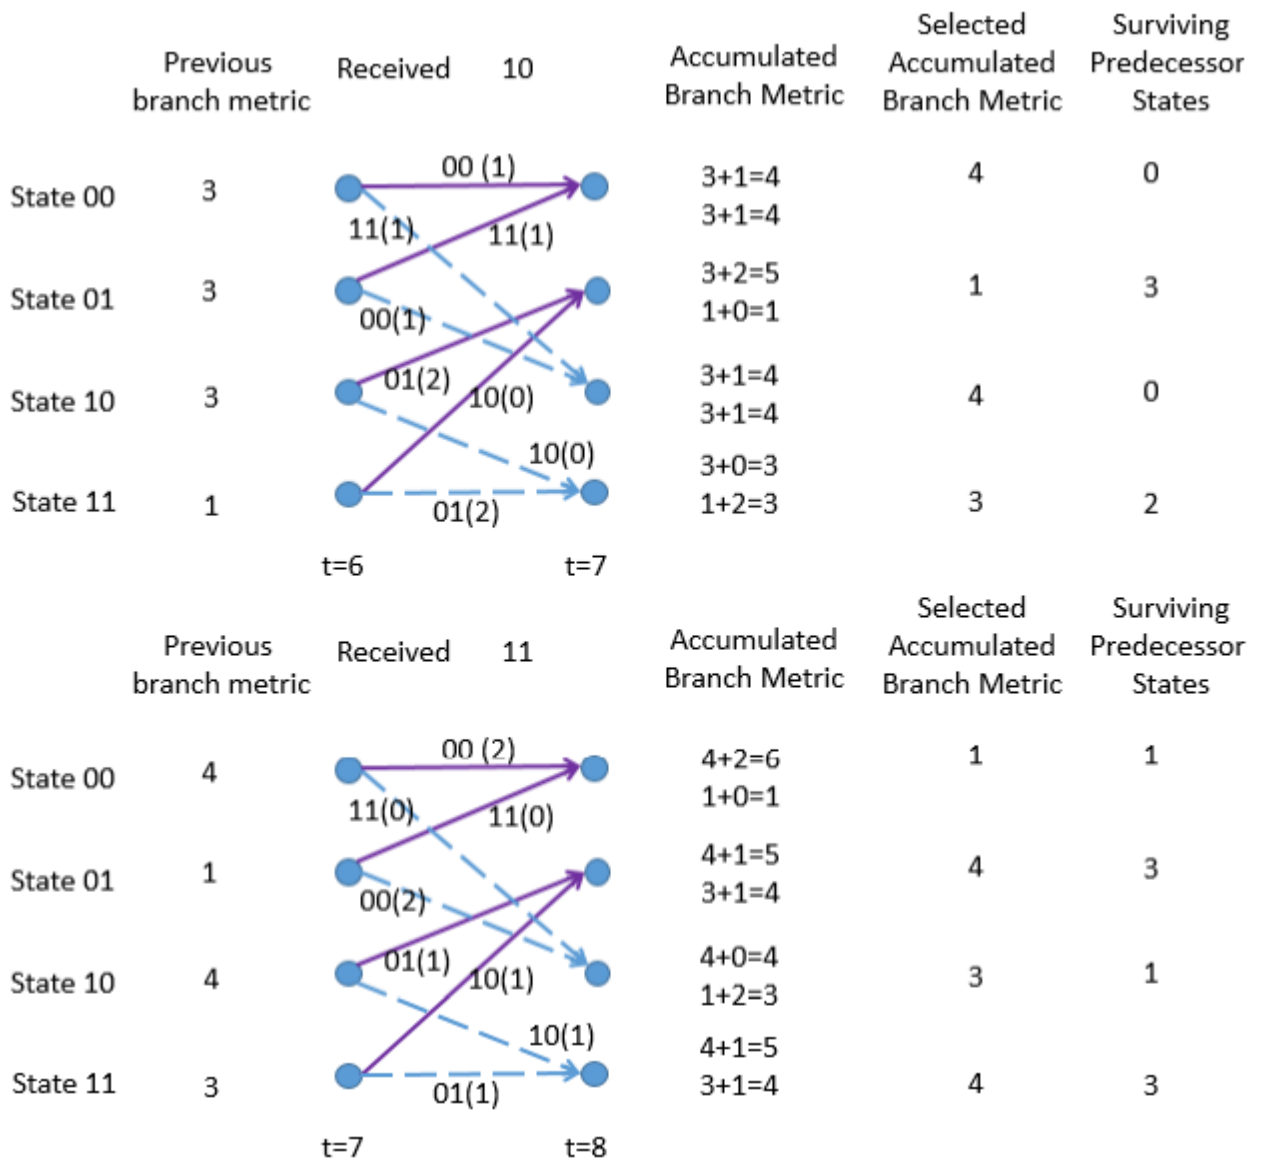 Previous branch metric
Received 10
Accumulated Branch Metric
Selected Accumulated Branch Metric
Surviving Predecessor States
State 00 3 00 (1) 3+1=4 4 0
11(1) 11(1) 3+1=4
State 01 3 3+2=5 1 3
00(1) 1+0=1
State 10 3 01(2) 10(0) 3+1=4 4 0
3+1=4
10(0) 3+0=3
State 11 1 01(2) 1+2=3 3 2
t=6 t=7
Previous branch metric
Received 11
Accumulated Branch Metric
Selected Accumulated Branch Metric
Surviving Predecessor States
State 00 4 00 (2) 4+2=6 1 1
11(0) 11(0) 1+0=1
State 01 1 4+1=5 4 3
00(2) 3+1=4
State 10 4 01(1) 10(1) 4+0=4 3 1
1+2=3
10(1) 4+1=5
State 11 3 01(1) 3+1=4 4 3
t=7 t=8